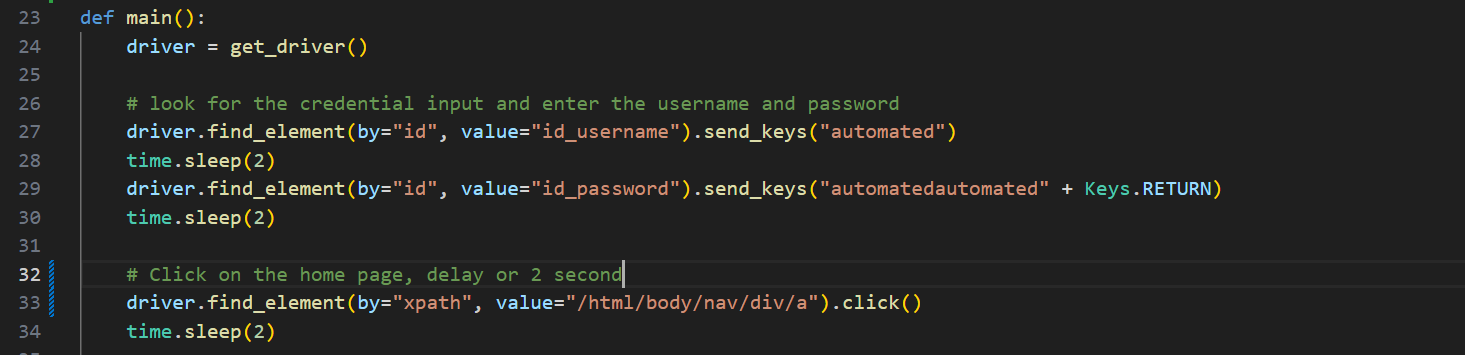 23 def main():
24     driver = get_driver()
25
26     # look for the credential input and enter the username and password
27     driver.find_element(by="id", value="id_username").send_keys("automated")
28     time.sleep(2)
29     driver.find_element(by="id", value="id_password").send_keys("automatedautomated" + Keys.RETURN)
30     time.sleep(2)
31
32     # Click on the home page, delay or 2 second
33     driver.find_element(by="xpath", value="/html/body/nav/div/a").click()
34     time.sleep(2)